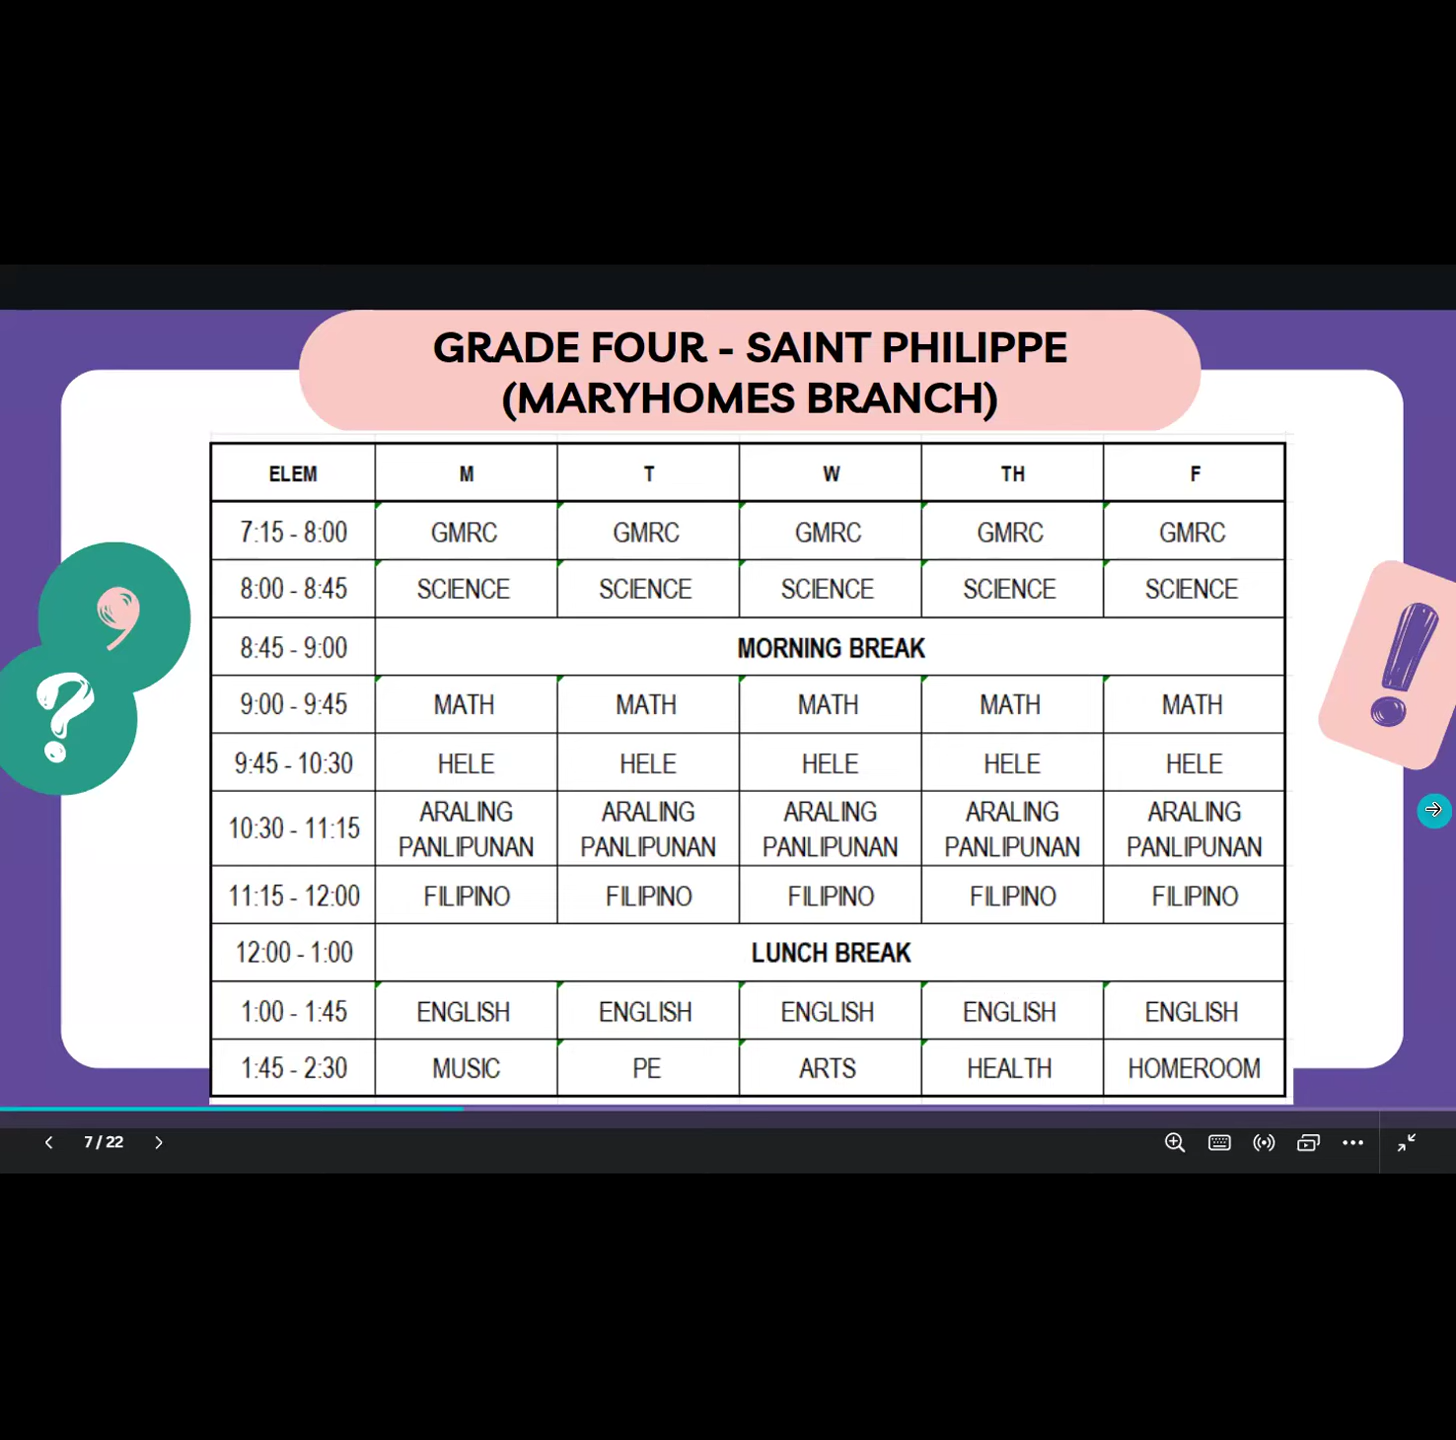 GRADE FOUR - SAINT PHILIPPE
(MARYHOMES BRANCH)
ELEM M T W TH F
7:15 - 8:00 GMRC GMRC GMRC GMRC GMRC
8:00 - 8:45 SCIENCE SCIENCE SCIENCE SCIENCE SCIENCE
8:45 - 9:00 MORNING BREAK
9:00 - 9:45 MATH MATH MATH MATH MATH
9:45 - 10:30 HELE HELE HELE HELE HELE
10:30 - 11:15 ARALING PANLIPUNAN ARALING PANLIPUNAN ARALING PANLIPUNAN ARALING PANLIPUNAN ARALING PANLIPUNAN
11:15 - 12:00 FILIPINO FILIPINO FILIPINO FILIPINO FILIPINO
12:00 - 1:00 LUNCH BREAK
1:00 - 1:45 ENGLISH ENGLISH ENGLISH ENGLISH ENGLISH
1:45 - 2:30 MUSIC PE ARTS HEALTH HOMEROOM
, ? !
7 / 22